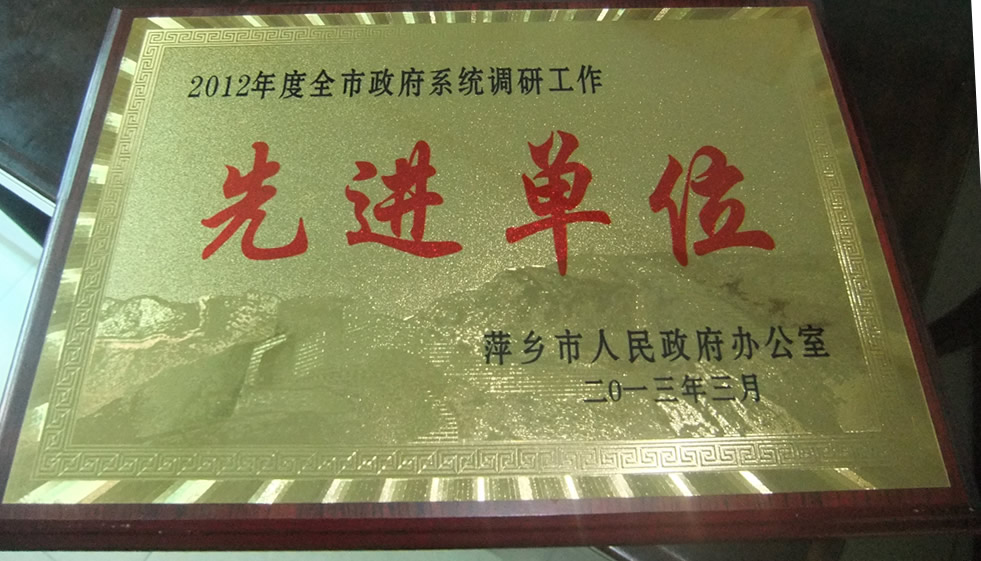 2012年度全市政府系统调研工作
先进单位
萍乡市人民政府办公室
二0一三年三月